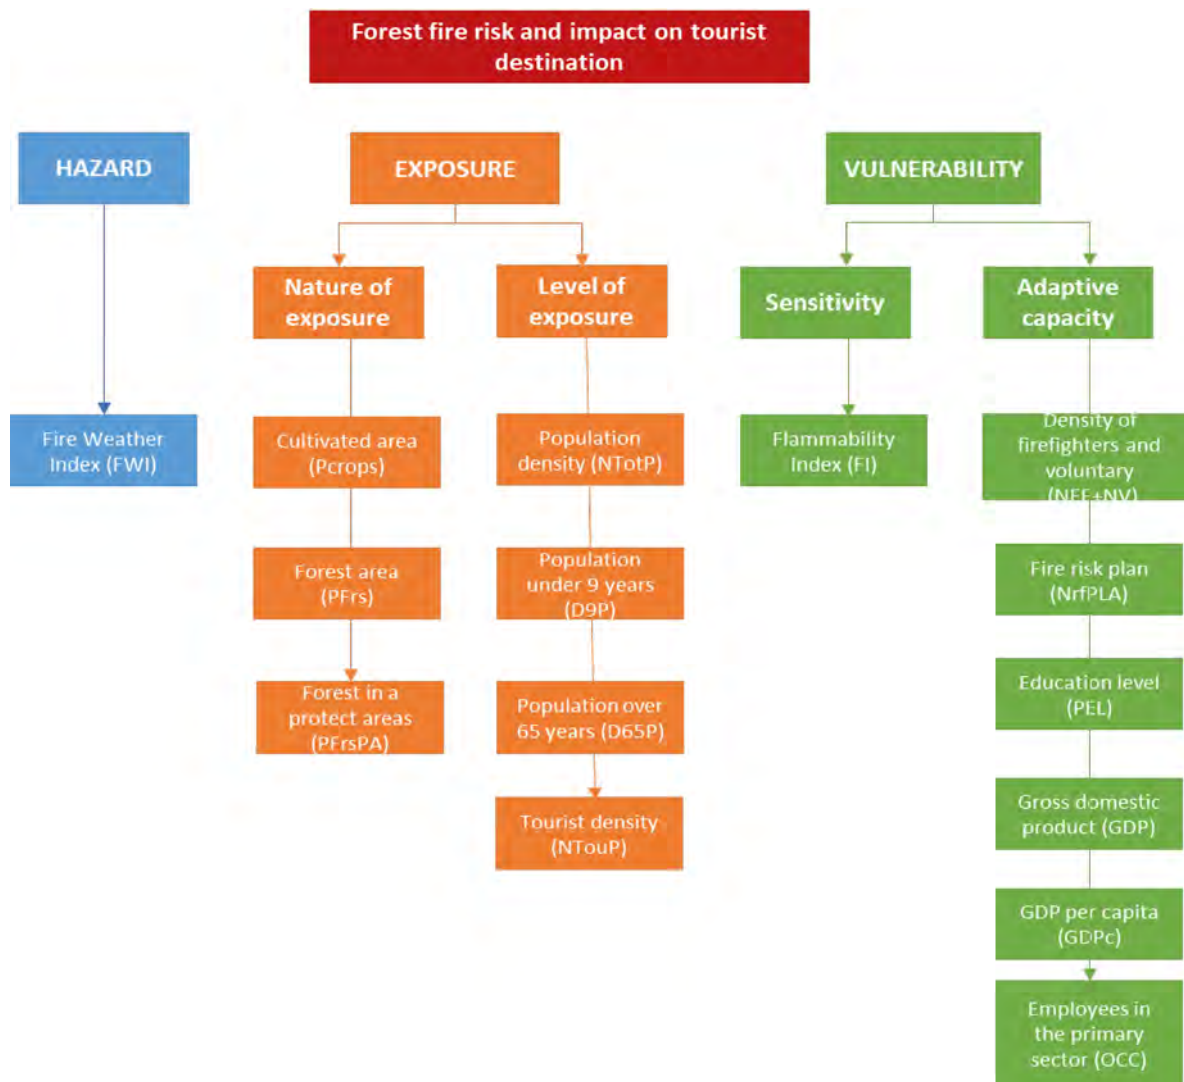 Forest fire risk and impact on tourist
destination
HAZARD
EXPOSURE
VULNERABILITY
Nature of
exposure
Level of
exposure
Sensitivity
Adaptive
capacity
Fire Weather
Index (FWI)
Cultivated area
(Pcrops)
Population
density (NTotP)
Flammability
Index (FI)
Density of
firefighters and
voluntary
(NFF+NV)
Forest area
(PFrs)
Population
under 9 years
(D9P)
Fire risk plan
(NrfPLA)
Forest in a
protect areas
(PFrsPA)
Population over
65 years (D65P)
Education level
(PEL)
Tourist density
(NTouP)
Gross domestic
product (GDP)
GDP per capita
(GDPc)
Employees in
the primary
sector (OCC)